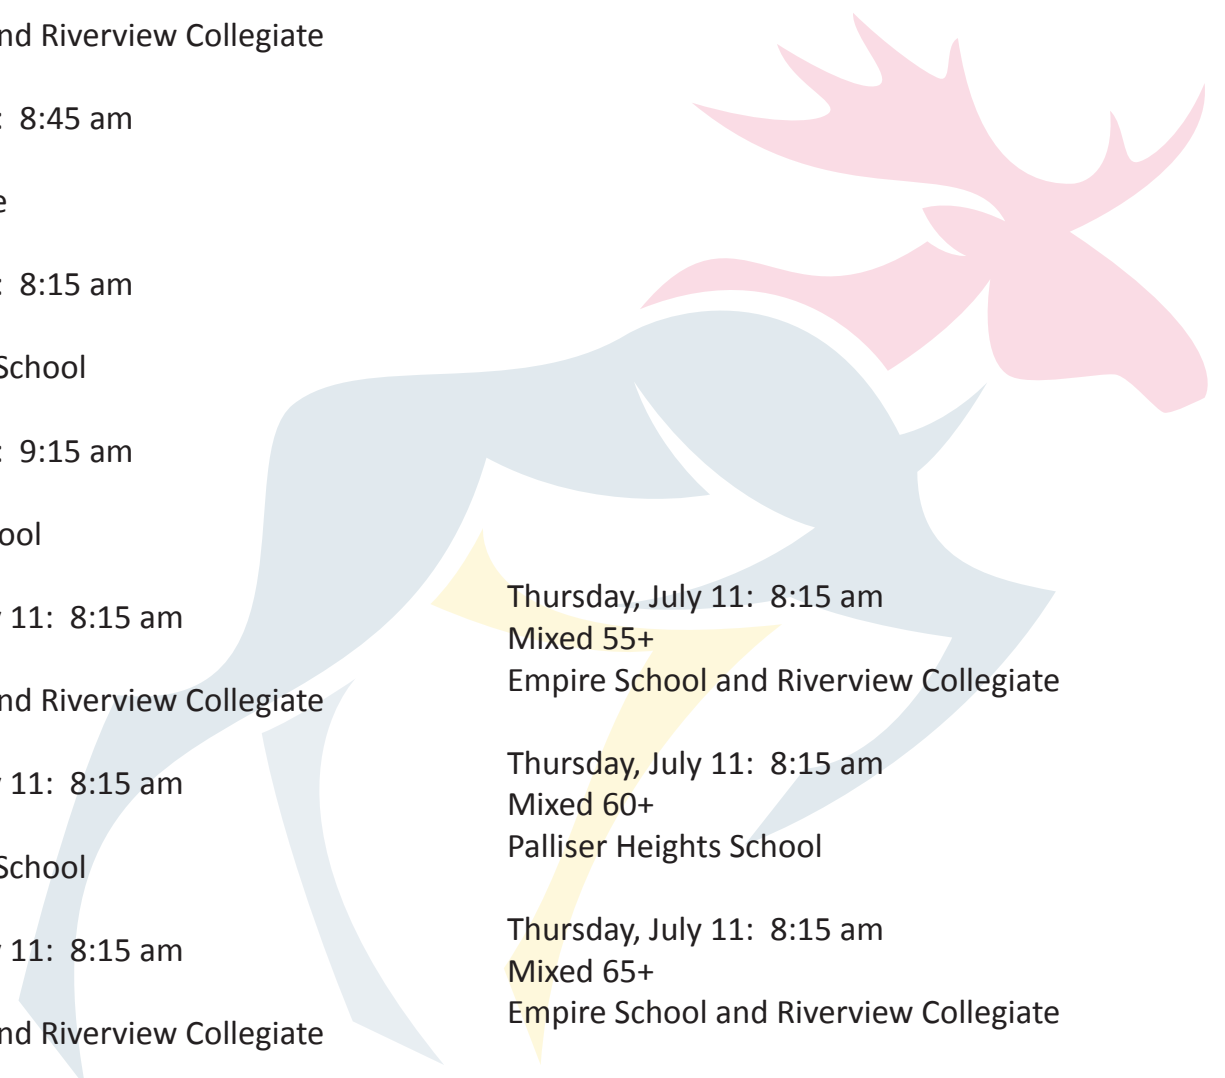 nd Riverview Collegiate
: 8:45 am
e
: 8:15 am
School
: 9:15 am
ool
11: 8:15 am
nd Riverview Collegiate
11: 8:15 am
School
11: 8:15 am
nd Riverview Collegiate
Thursday, July 11: 8:15 am
Mixed 55+
Empire School and Riverview Collegiate
Thursday, July 11: 8:15 am
Mixed 60+
Palliser Heights School
Thursday, July 11: 8:15 am
Mixed 65+
Empire School and Riverview Collegiate